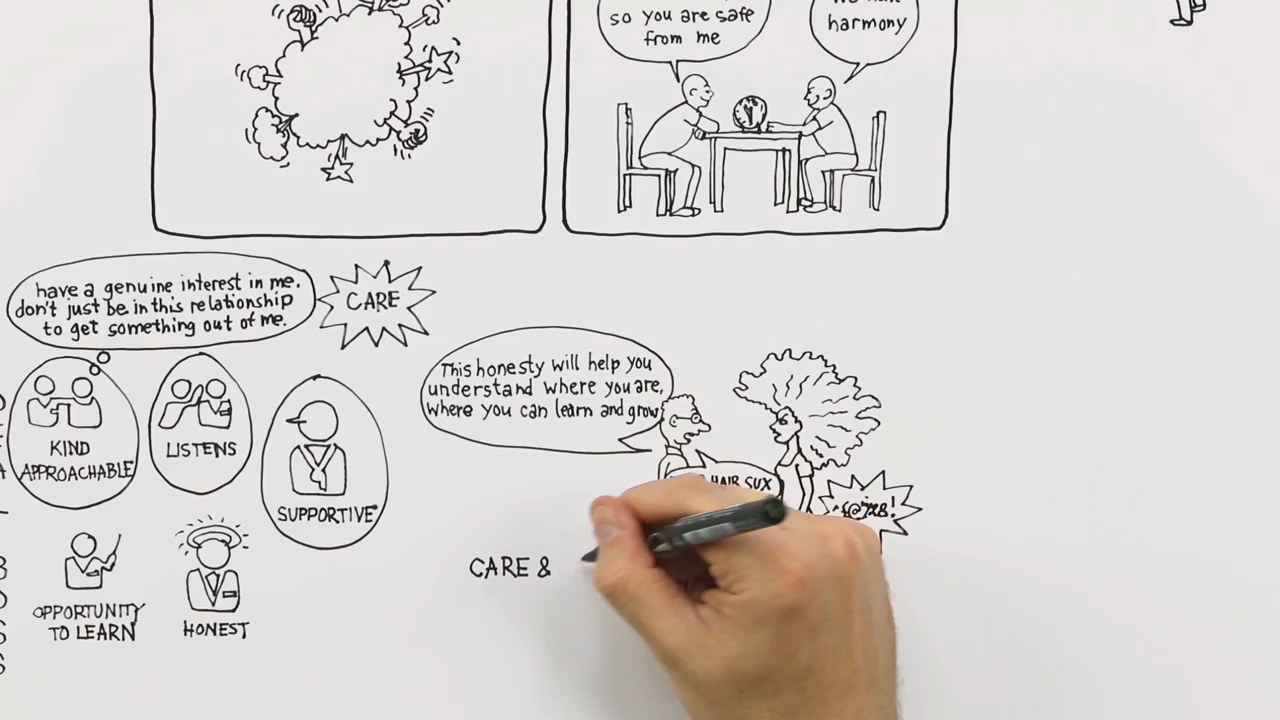 so you are safe
from me
harmony
have a genuine interest in me.
don't just be in this relationship
to get something out of me.
CARE
This honesty will help you
understand where you are,
where you can learn and grow
KIND
APPROACHABLE
LISTENS
SUPPORTIVE
HAIR SUX
OPPORTUNITY
TO LEARN
HONEST
CARE &